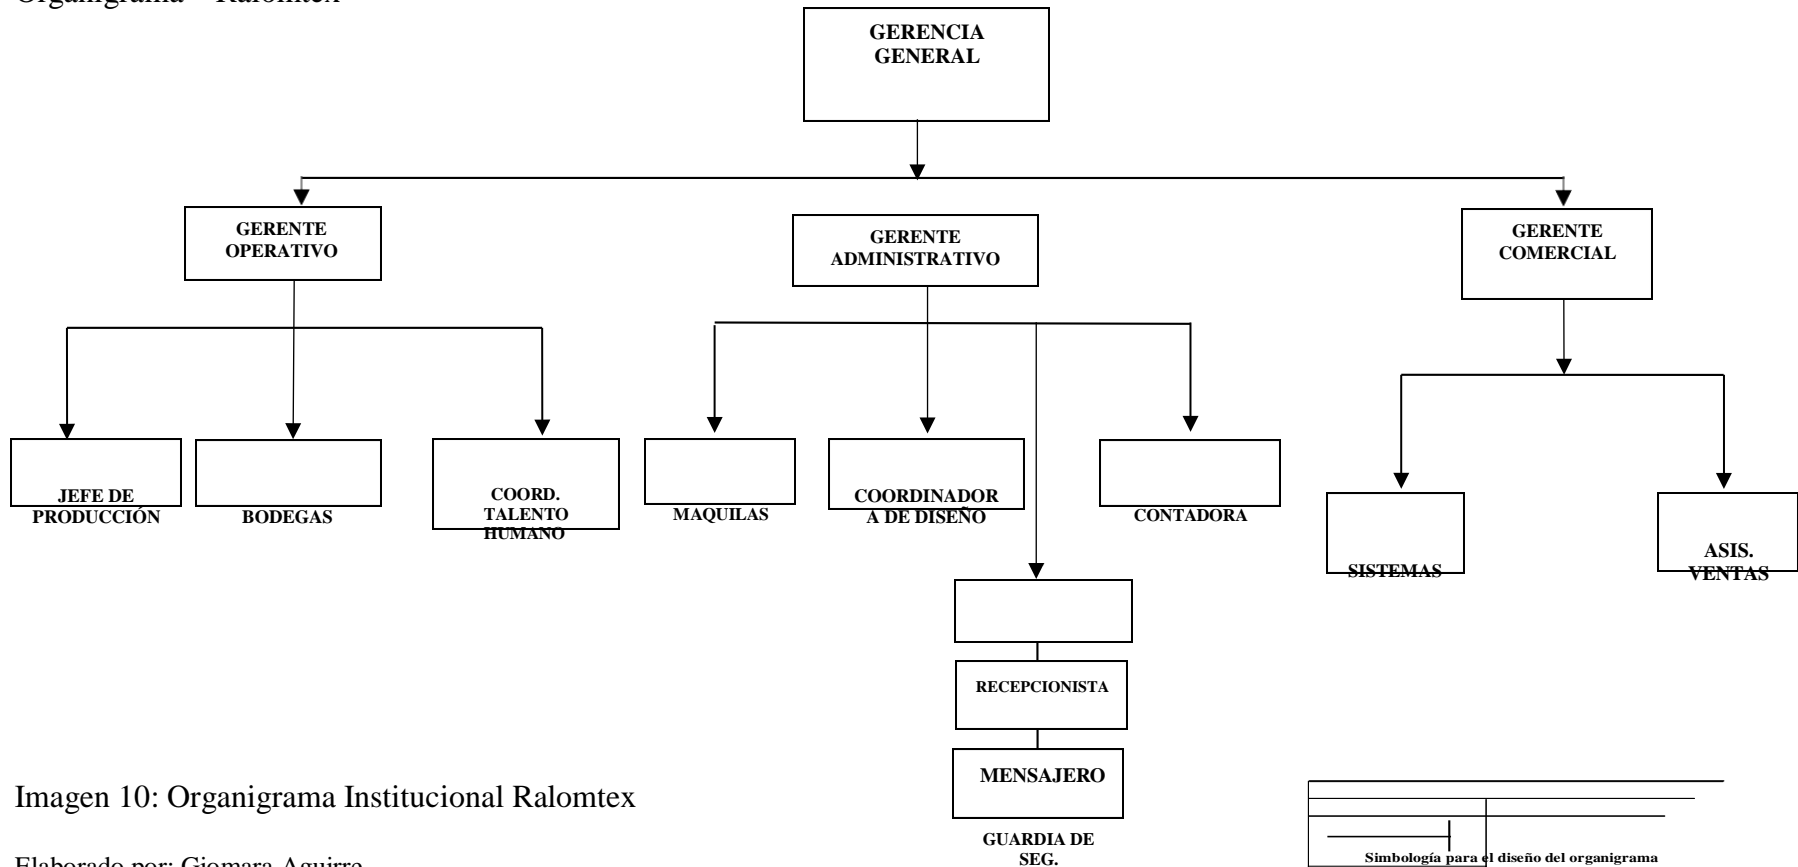 Organigrama – Ralomtex
GERENCIA
GENERAL
GERENTE
OPERATIVO
GERENTE
ADMINISTRATIVO
GERENTE
COMERCIAL
JEFE DE
PRODUCCIÓN
BODEGAS
COORD.
TALENTO
HUMANO
MAQUILAS
COORDINADOR
A DE DISEÑO
CONTADORA
SISTEMAS
ASIS.
VENTAS
RECEPCIONISTA
MENSAJERO
GUARDIA DE
SEG.
Imagen 10: Organigrama Institucional Ralomtex
Elaborado por: Giomara Aguirre
Simbología para el diseño del organigrama